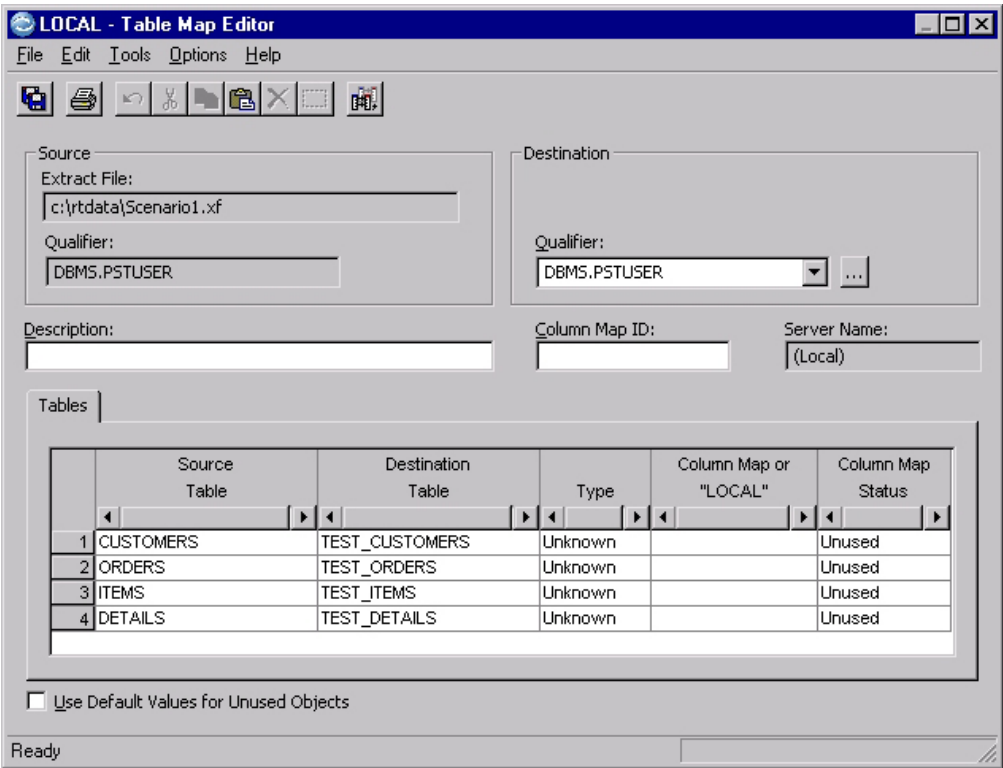 LOCAL - Table Map Editor
File Edit Tools Options Help
Source
Extract File:
c:\rtdata\Scenario1.xf
Qualifier:
DBMS.PSTUSER
Destination
Qualifier:
DBMS.PSTUSER
...
Description:
Column Map ID:
Server Name:
(Local)
Tables
Source Table Destination Table Type Column Map or "LOCAL" Column Map Status
1 CUSTOMERS TEST_CUSTOMERS Unknown Unused
2 ORDERS TEST_ORDERS Unknown Unused
3 ITEMS TEST_ITEMS Unknown Unused
4 DETAILS TEST_DETAILS Unknown Unused
Use Default Values for Unused Objects
Ready